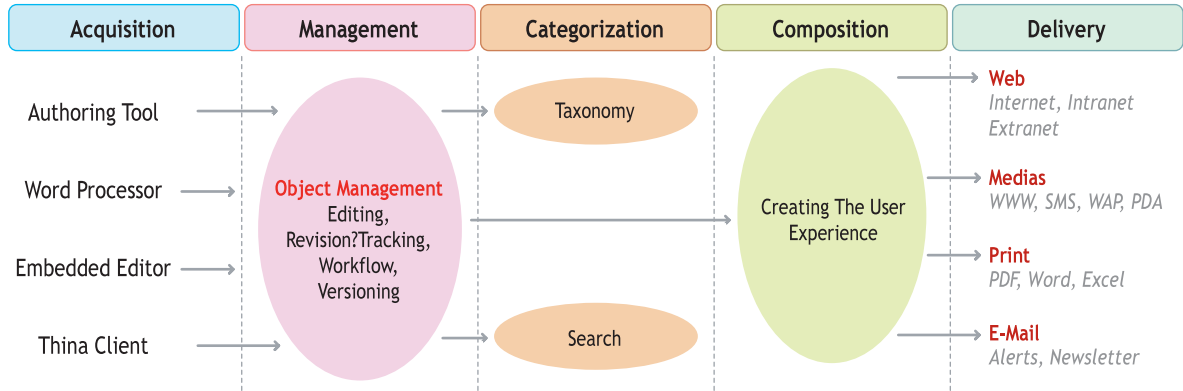 Acquisition
Management
Categorization
Composition
Delivery
Authoring Tool
Word Processor
Embedded Editor
Thina Client
Object Management
Editing,
Revision?Tracking,
Workflow,
Versioning
Taxonomy
Search
Creating The User
Experience
Web
Internet, Intranet
Extranet
Medias
WWW, SMS, WAP, PDA
Print
PDF, Word, Excel
E-Mail
Alerts, Newsletter